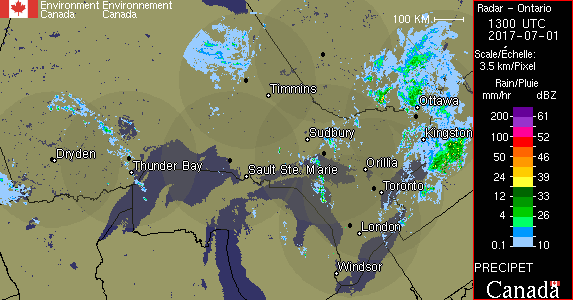 Environment Environnement
Canada Canada
100 KM
Timmins
Ottawa
Sudbury
Kingston
Dryden
Thunder Bay
Sault Ste. Marie
Orillia
Toronto
London
Windsor
Radar - Ontario
1300 UTC
2017-07-01
Scale/Échelle:
3.5 km/Pixel
Rain/Pluie
mm/hr dBZ
200 61
100 52
50 46
24 39
12 33
4 26
0.1 10
PRECIPET
Canada